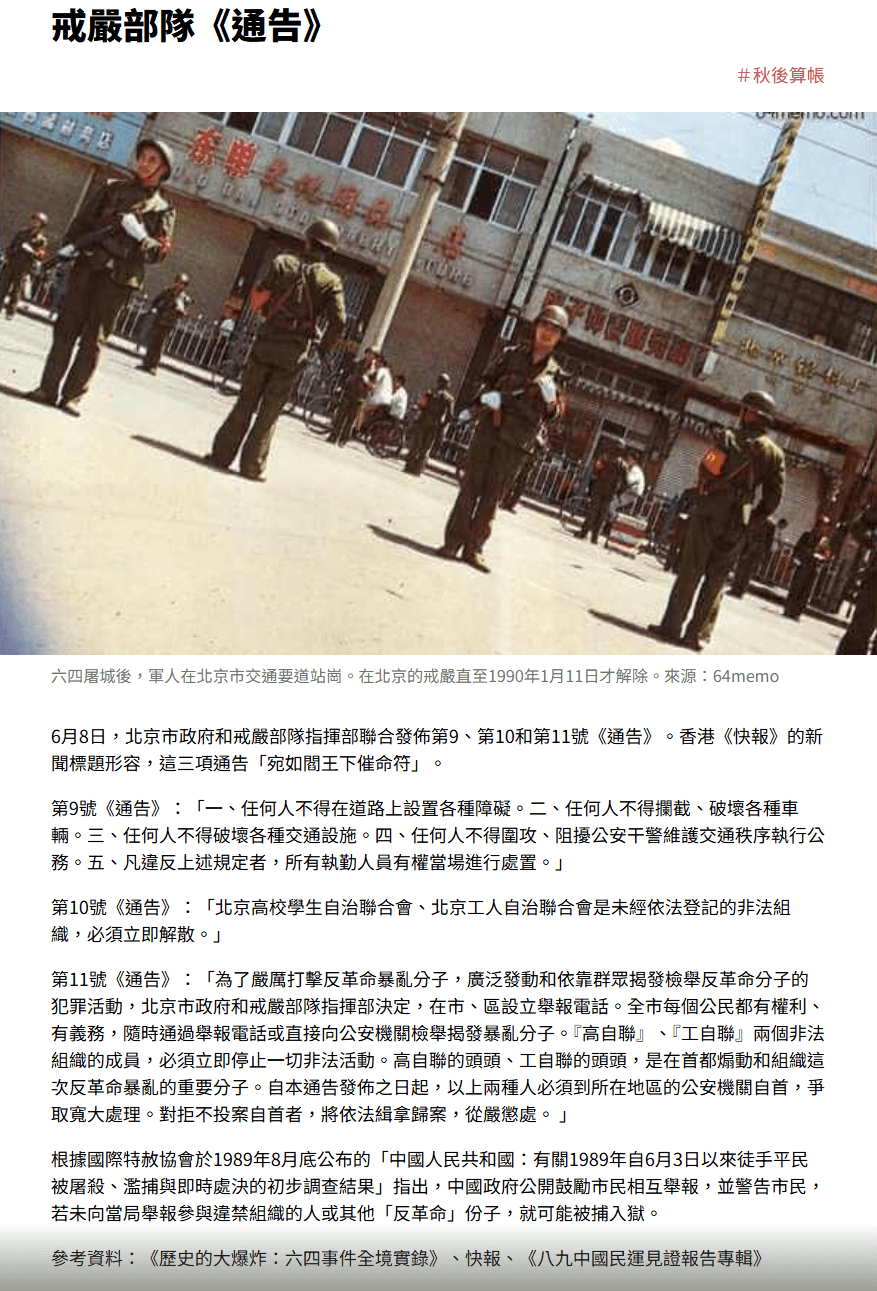 戒嚴部隊《通告》
＃秋後算帳
64memo.com
六四屠城後，軍人在北京市交通要道站崗。在北京的戒嚴直至1990年1月11日才解除。來源：64memo
6月8日，北京市政府和戒嚴部隊指揮部聯合發佈第9、第10和第11號《通告》。香港《快報》的新
聞標題形容，這三項通告「宛如閻王下催命符」。
第9號《通告》：「一、任何人不得在道路上設置各種障礙。二、任何人不得攔截、破壞各種車
輛。三、任何人不得破壞各種交通設施。四、任何人不得圍攻、阻擾公安干警維護交通秩序執行公
務。五、凡違反上述規定者，所有執勤人員有權當場進行處置。」
第10號《通告》：「北京高校學生自治聯合會、北京工人自治聯合會是未經依法登記的非法組
織，必須立即解散。」
第11號《通告》：「為了嚴厲打擊反革命暴亂分子，廣泛發動和依靠群眾揭發檢舉反革命分子的
犯罪活動，北京市政府和戒嚴部隊指揮部決定，在市、區設立舉報電話。全市每個公民都有權利、
有義務，隨時通過舉報電話或直接向公安機關檢舉揭發暴亂分子。『高自聯』、『工自聯』兩個非法
組織的成員，必須立即停止一切非法活動。高自聯的頭頭、工自聯的頭頭，是在首都煽動和組織這
次反革命暴亂的重要分子。自本通告發佈之日起，以上兩種人必須到所在地區的公安機關自首，爭
取寬大處理。對拒不投案自首者，將依法緝拿歸案，從嚴懲處。」
根據國際特赦協會於1989年8月底公布的「中國人民共和國：有關1989年自6月3日以來徒手平民
被屠殺、濫捕與即時處決的初步調查結果」指出，中國政府公開鼓勵市民相互舉報，並警告市民，
若未向當局舉報參與違禁組織的人或其他「反革命」份子，就可能被捕入獄。
參考資料：《歷史的大爆炸：六四事件全境實錄》、快報、《八九中國民運見證報告專輯》